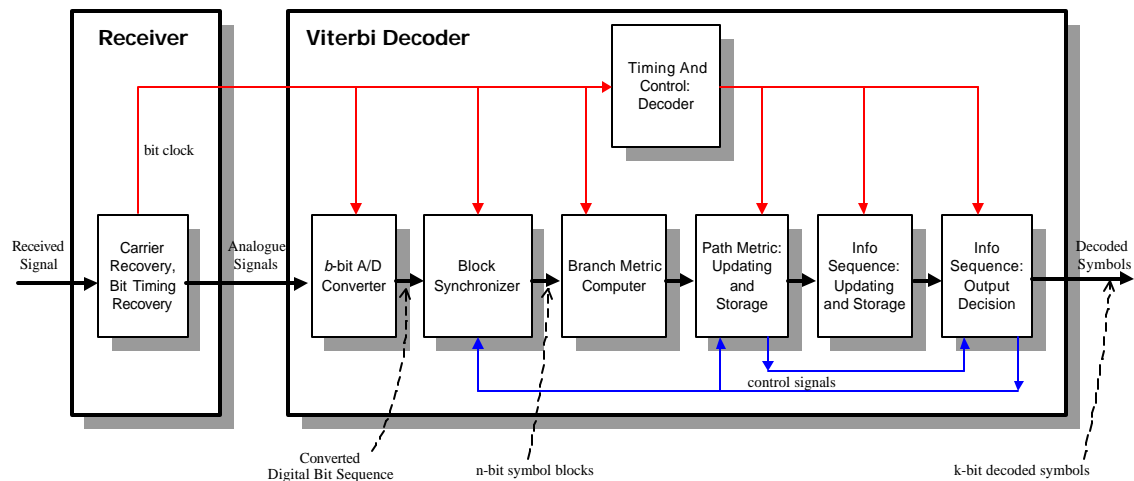 Receiver
Viterbi Decoder
Timing And
Control:
Decoder
bit clock
Received
Signal
Carrier
Recovery,
Bit Timing
Recovery
Analogue
Signals
b-bit A/D
Converter
Block
Synchronizer
Branch Metric
Computer
Path Metric:
Updating
and
Storage
Info
Sequence:
Updating
and Storage
Info
Sequence:
Output
Decision
Decoded
Symbols
control signals
Converted
Digital Bit Sequence
n-bit symbol blocks
k-bit decoded symbols